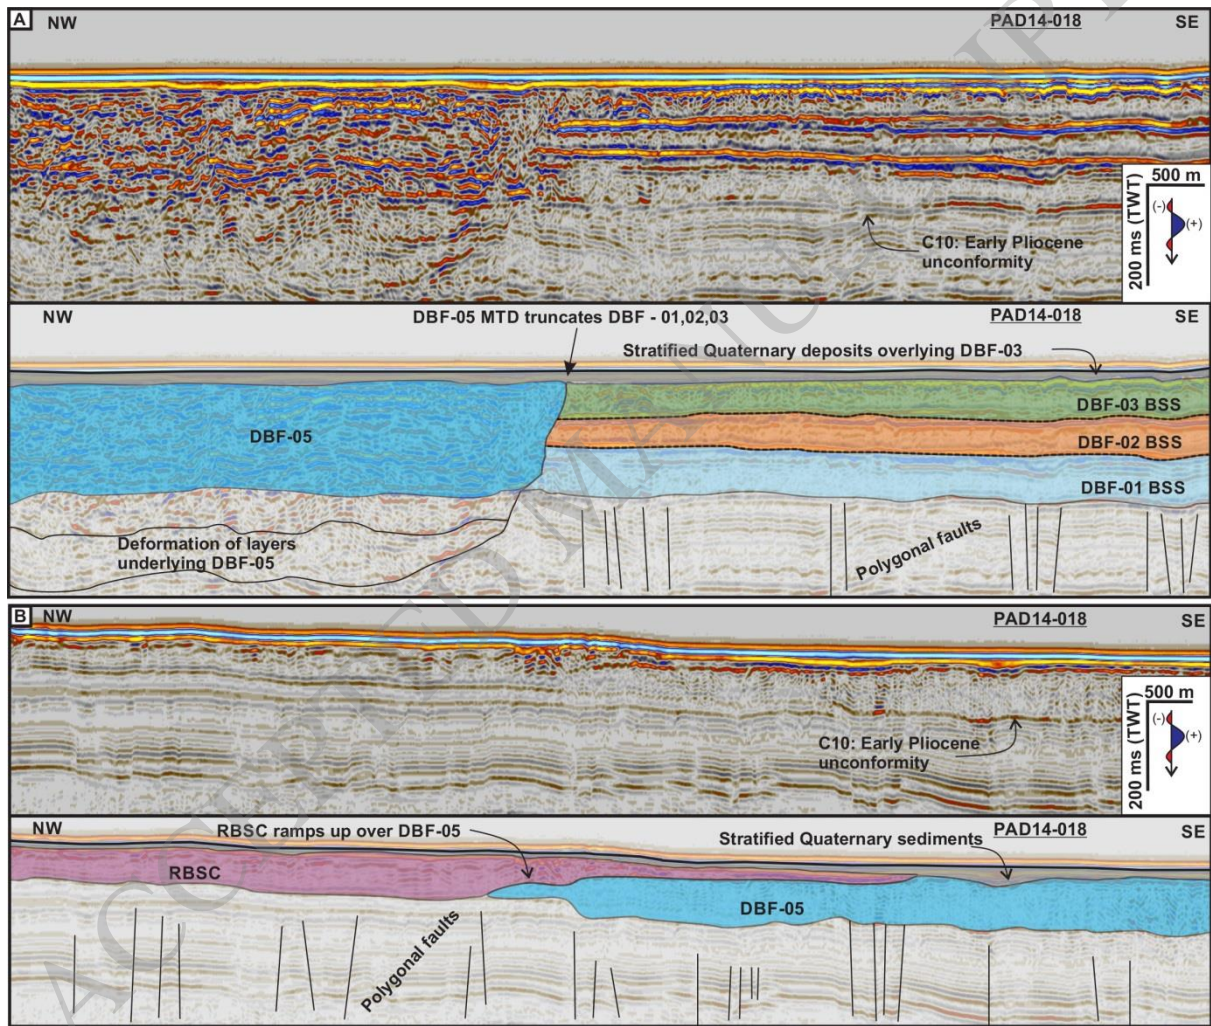 A NW PAD14-018 SE
500 m
200 ms (TWT)
(-)
(+)
C10: Early Pliocene
unconformity
NW PAD14-018 SE
DBF-05 MTD truncates DBF - 01,02,03
Stratified Quaternary deposits overlying DBF-03
DBF-03 BSS
DBF-05
DBF-02 BSS
DBF-01 BSS
Deformation of layers
underlying DBF-05
Polygonal faults
B NW PAD14-018 SE
500 m
200 ms (TWT)
(-)
(+)
C10: Early Pliocene
unconformity
NW PAD14-018 SE
RBSC ramps up over DBF-05
Stratified Quaternary sediments
RBSC
DBF-05
Polygonal faults
ACCEPTED MANUSCRIPT